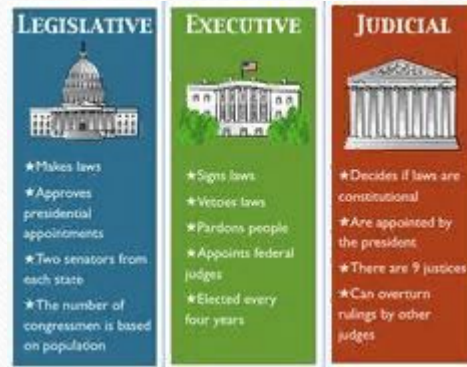 LEGISLATIVE
★Makes laws
★Approves
presidential
appointments
★Two senators from
each state
★The number of
congressmen is based
on population
EXECUTIVE
★Signs laws
★Vetoes laws
★Pardons people
★Appoints federal
judges
★Elected every
four years
JUDICIAL
★Decides if laws are
constitutional
★Are appointed by
the president
★There are 9 justices
★Can overturn
rulings by other
judges